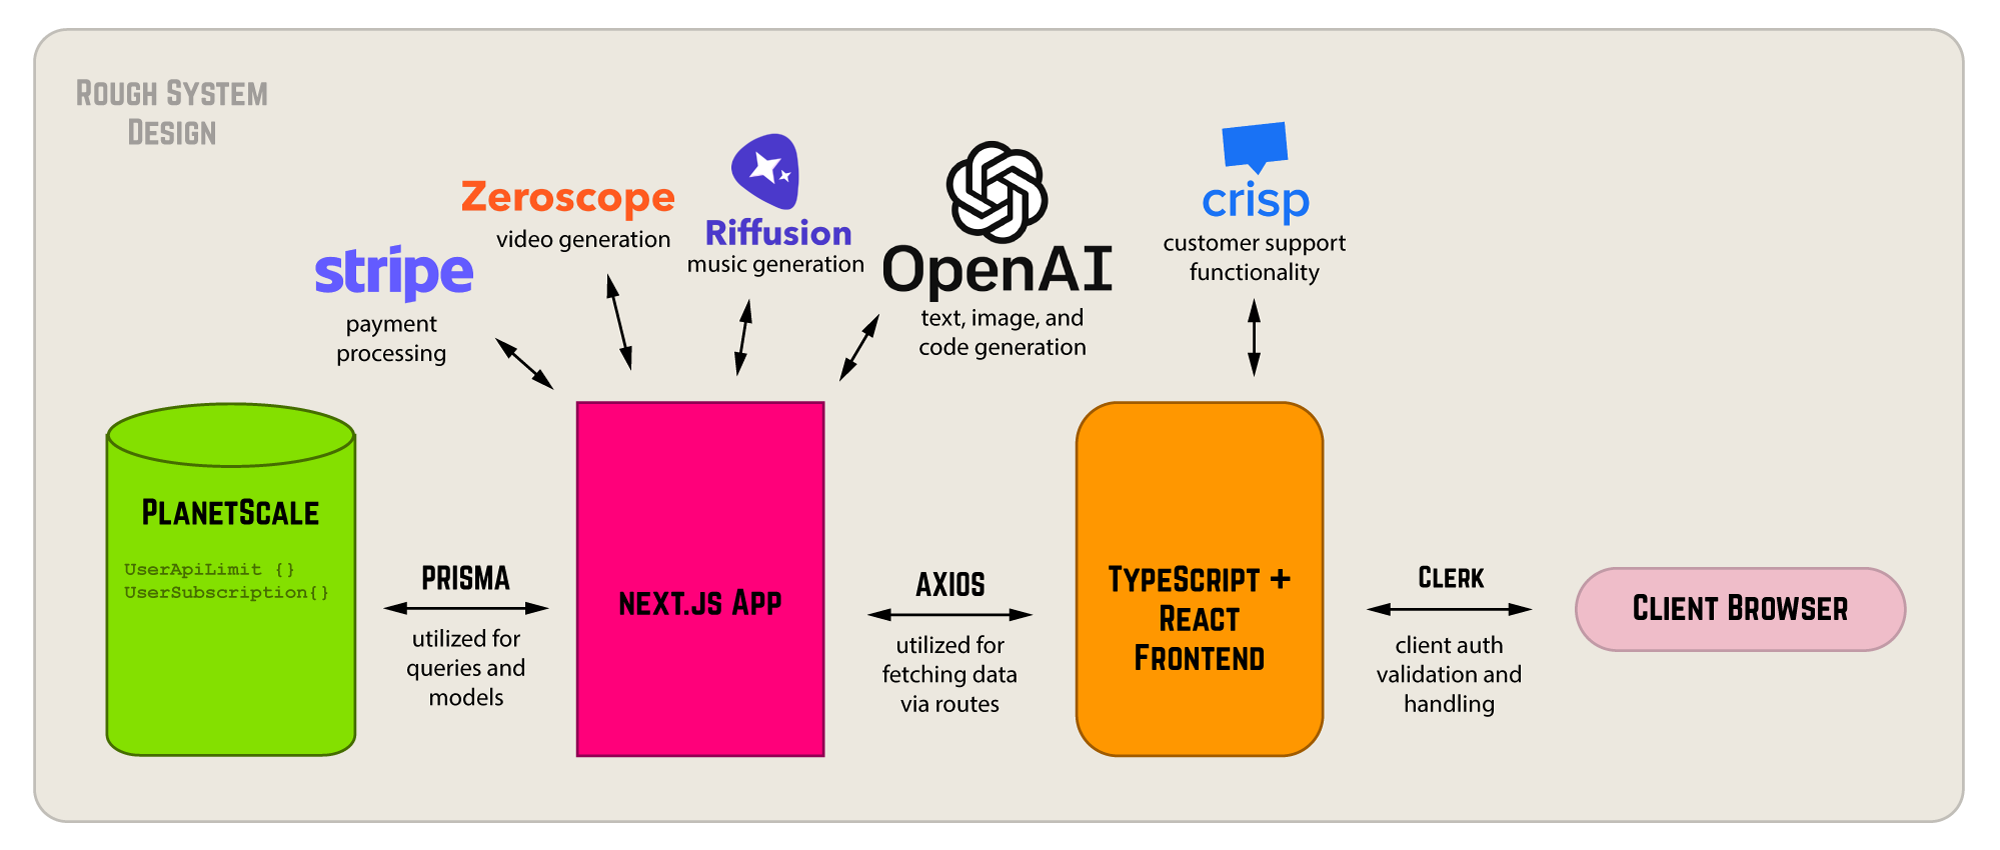 Rough System
Design
stripe
payment
processing
Zeroscope
video generation
Riffusion
music generation
OpenAI
text, image, and
code generation
crisp
customer support
functionality
PlanetScale
UserApiLimit {}
UserSubscription{}
PRISMA
utilized for
queries and
models
NEXT.JS App
AXIOS
utilized for
fetching data
via routes
TypeScript +
React
Frontend
Clerk
client auth
validation and
handling
Client Browser